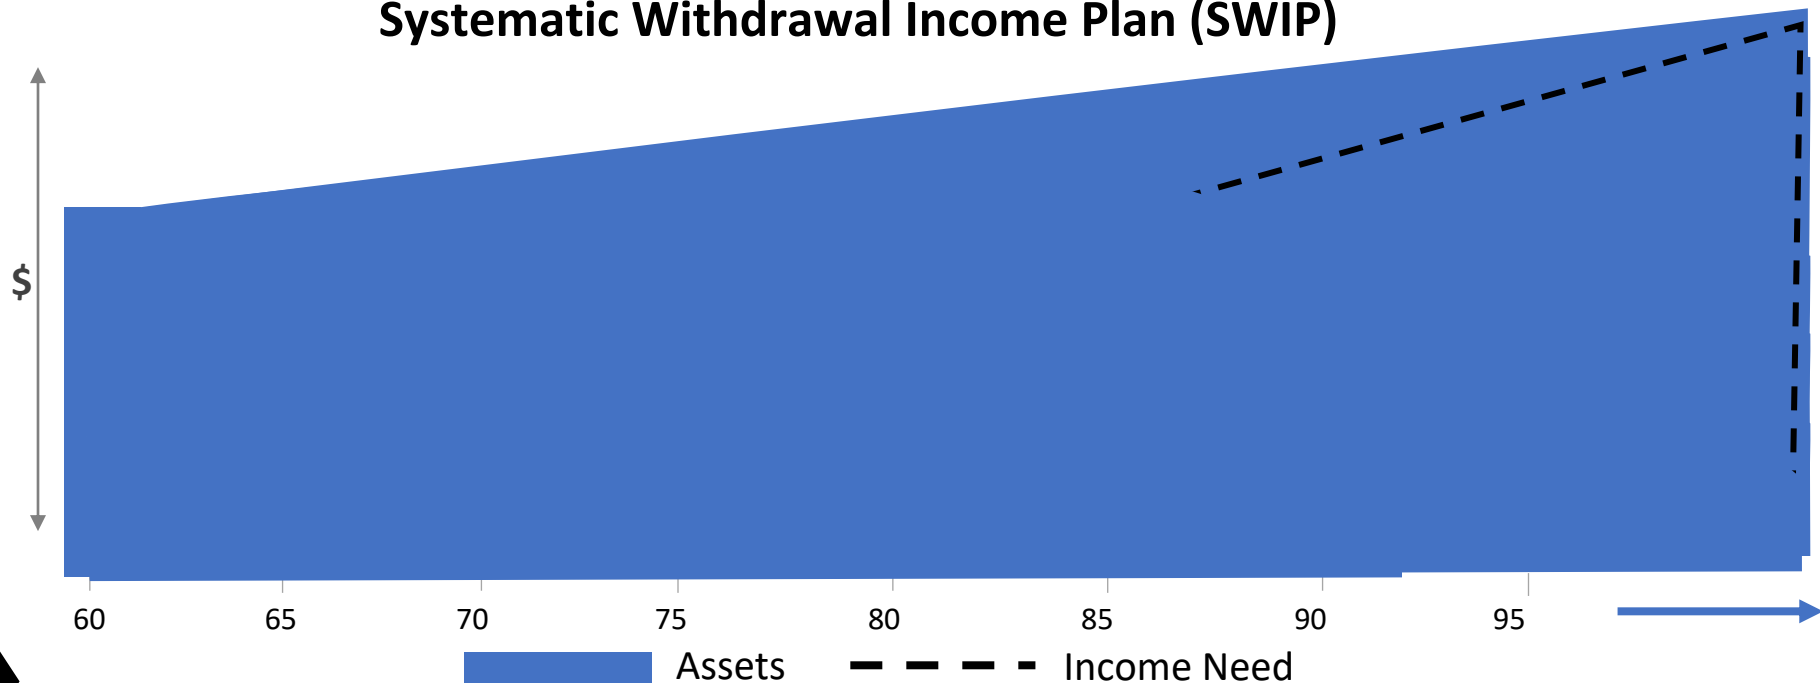 Systematic Withdrawal Income Plan (SWIP)
$
60 65 70 75 80 85 90 95
Assets Income Need